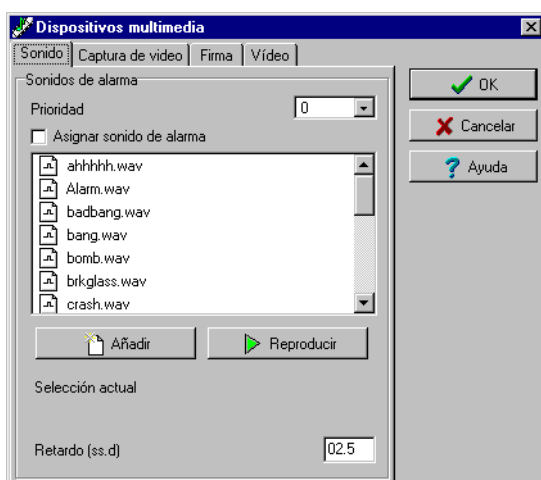 Dispositivos multimedia
Sonido Captura de video Firma Vídeo
Sonidos de alarma
Prioridad 0
Asignar sonido de alarma
ahhhhh.wav
Alarm.wav
badbang.wav
bang.wav
bomb.wav
brkglass.wav
crash.wav
Añadir Reproducir
Selección actual
Retardo (ss.d) 02.5
OK
Cancelar
? Ayuda